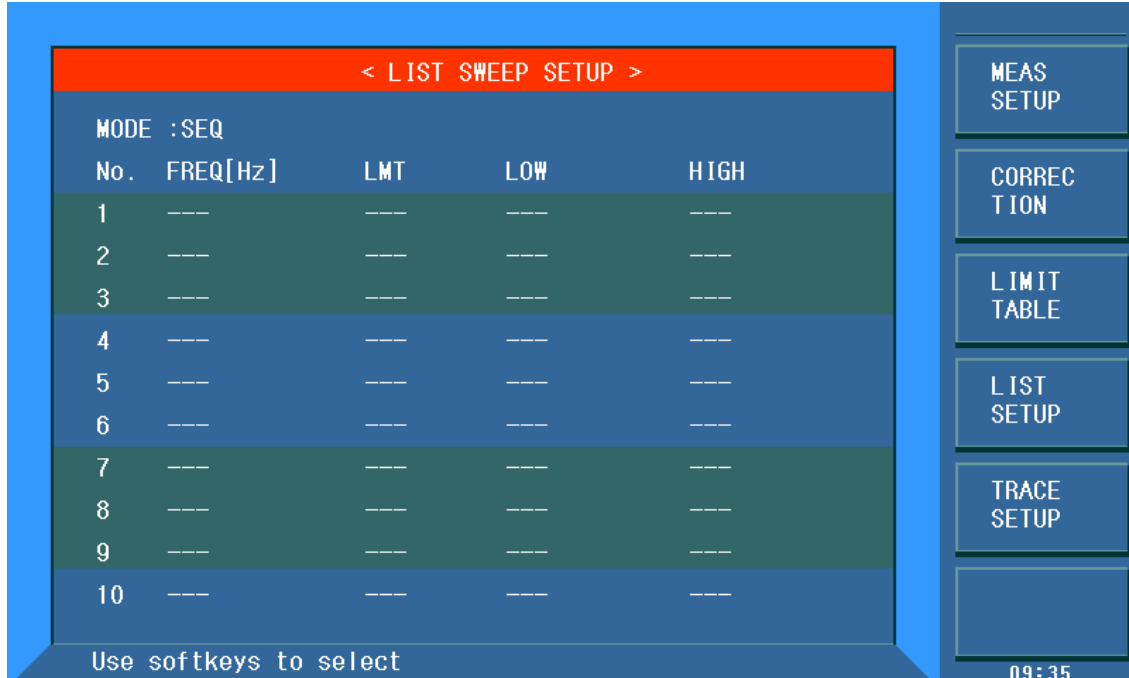 < LIST SWEEP SETUP >
MODE :SEQ
No. FREQ[Hz] LMT LOW HIGH
1 --- --- --- ---
2 --- --- --- ---
3 --- --- --- ---
4 --- --- --- ---
5 --- --- --- ---
6 --- --- --- ---
7 --- --- --- ---
8 --- --- --- ---
9 --- --- --- ---
10 --- --- --- ---
Use softkeys to select
MEAS
SETUP
CORREC
TION
LIMIT
TABLE
LIST
SETUP
TRACE
SETUP
09:35